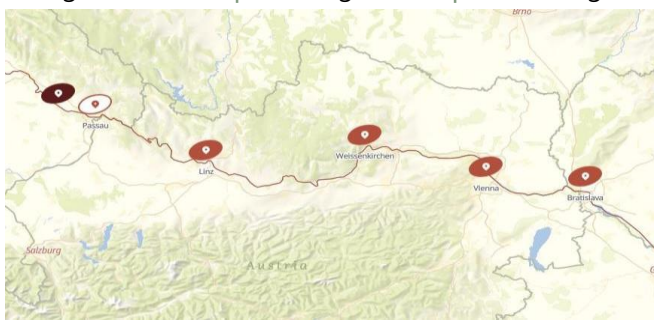 Brno
Passau
Linz
Weissenkirchen
Vienna
Bratislava
Salzburg
Austria